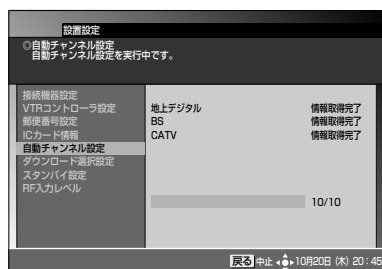 設置設定
◎自動チャンネル設定
自動チャンネル設定を実行中です。
接続機器設定
VTRコントローラ設定
郵便番号設定
ICカード情報
自動チャンネル設定
ダウンロード選択設定
スタンバイ設定
RF入力レベル
地上デジタル 情報取得完了
BS 情報取得完了
CATV 情報取得完了
10/10
戻る 中止 10月20日 (木) 20:45